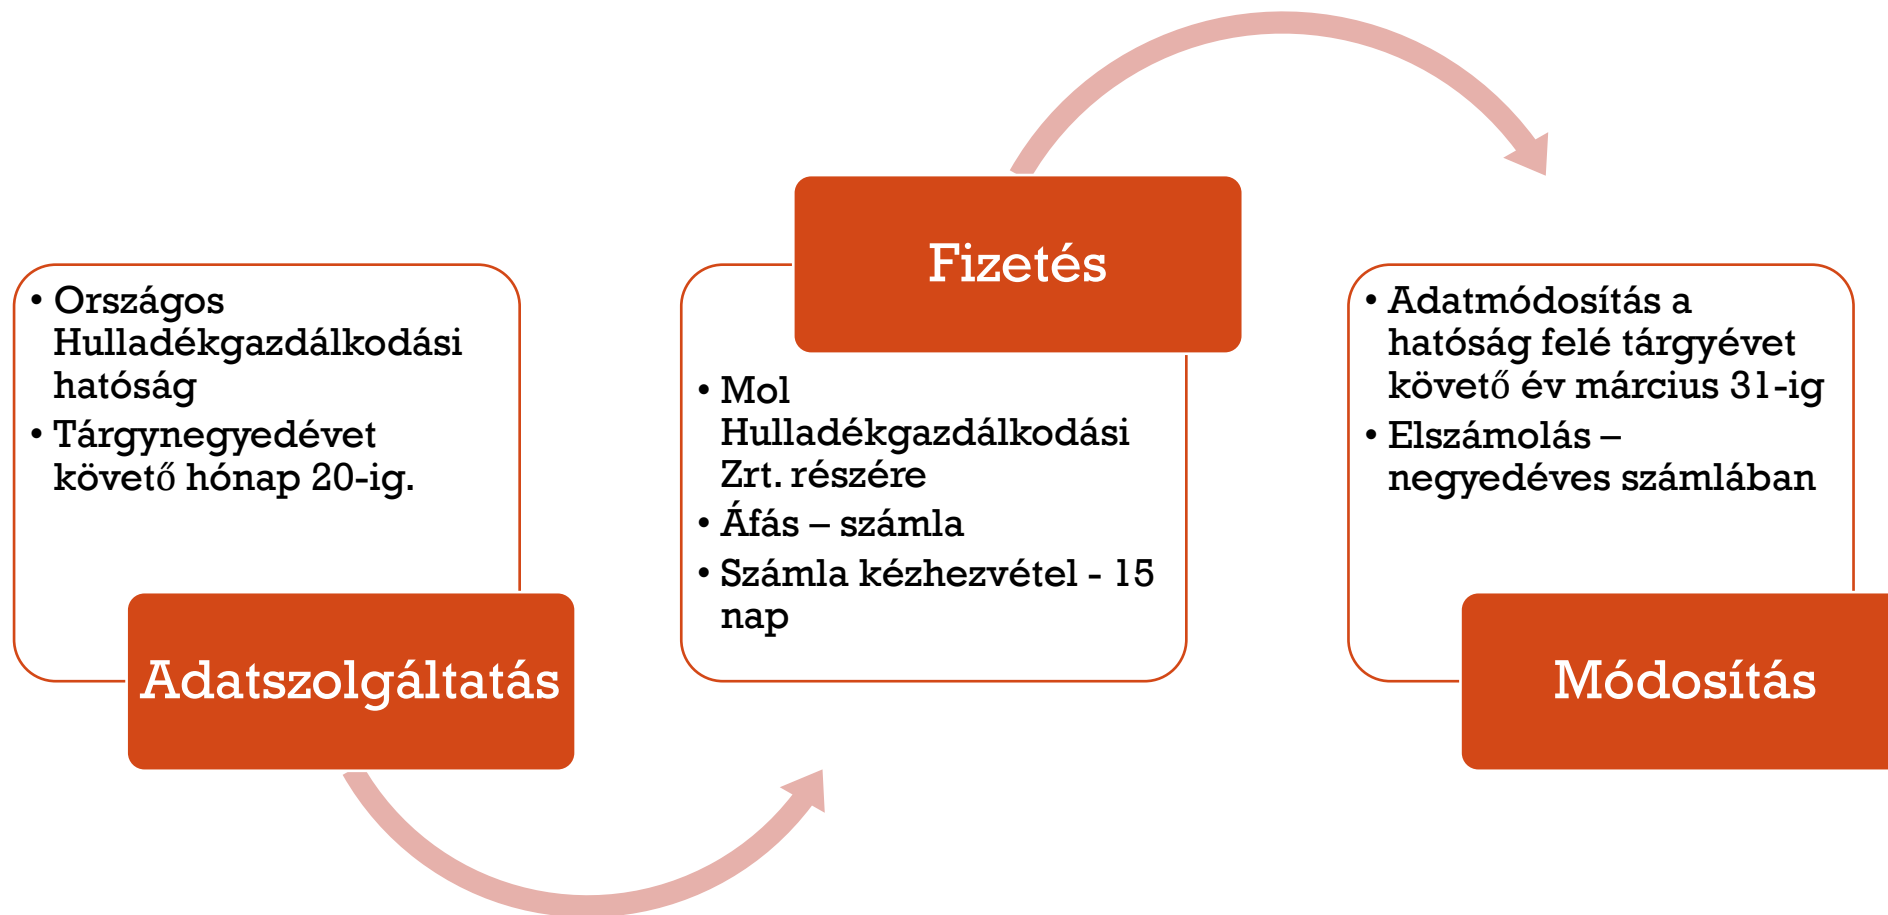 • Országos
Hulladékgazdálkodási
hatóság
• Tárgynegyedévet
követő hónap 20-ig.
Adatszolgáltatás
Fizetés
• Mol
Hulladékgazdálkodási
Zrt. részére
• Áfás – számla
• Számla kézhezvétel - 15
nap
• Adatmódosítás a
hatóság felé tárgyévet
követő év március 31-ig
• Elszámolás –
negyedéves számlában
Módosítás